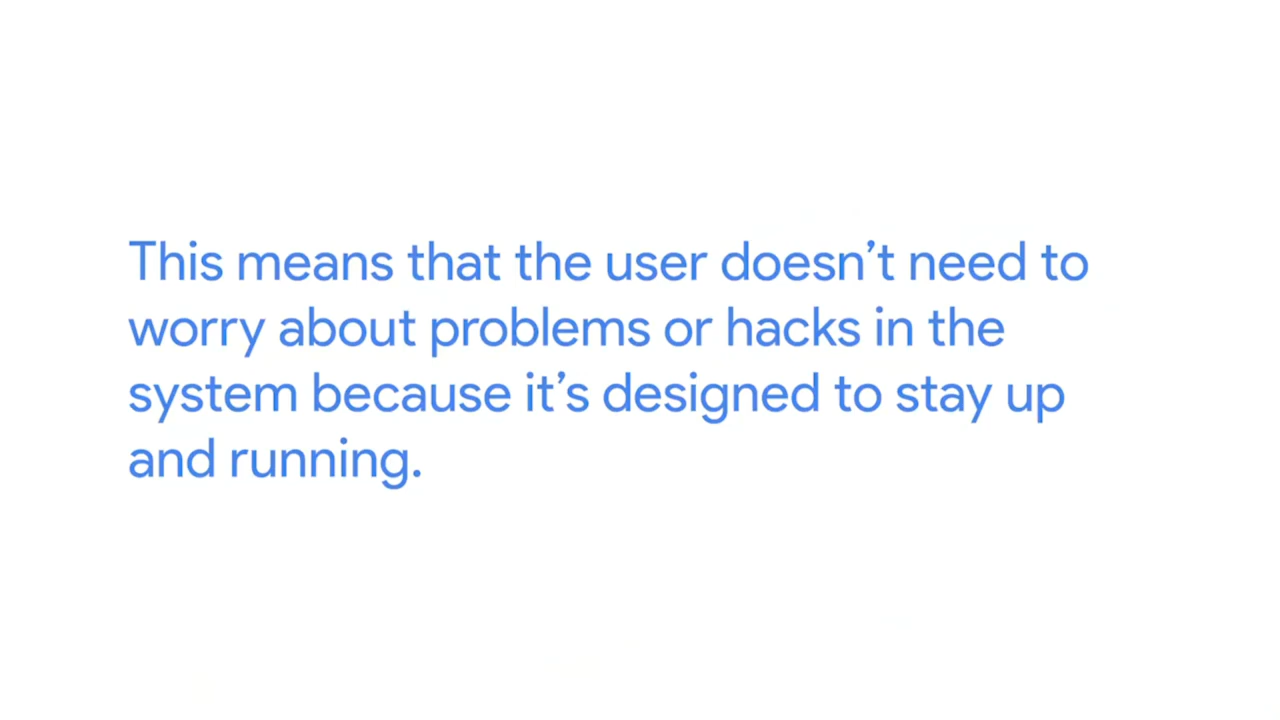 This means that the user doesn’t need to
worry about problems or hacks in the
system because it’s designed to stay up
and running.